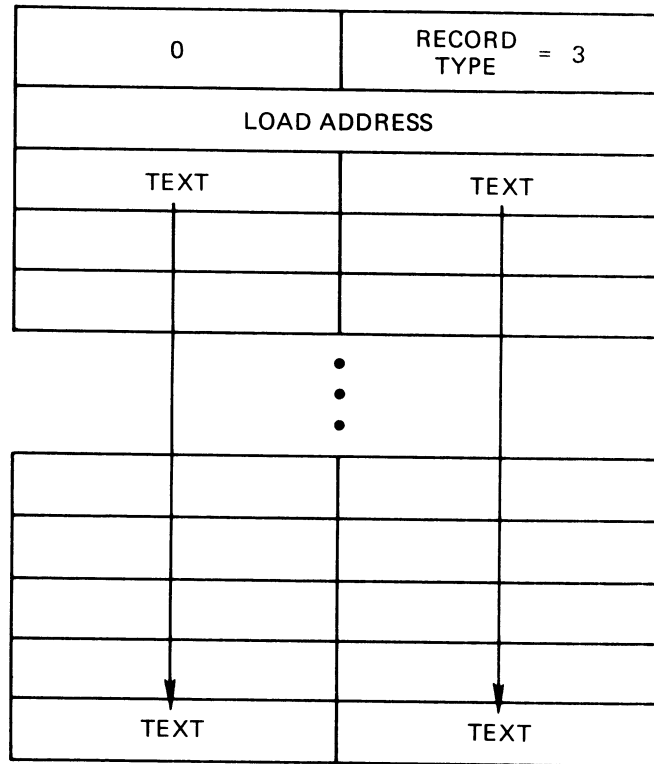 0
RECORD
TYPE = 3
LOAD ADDRESS
TEXT TEXT
TEXT TEXT